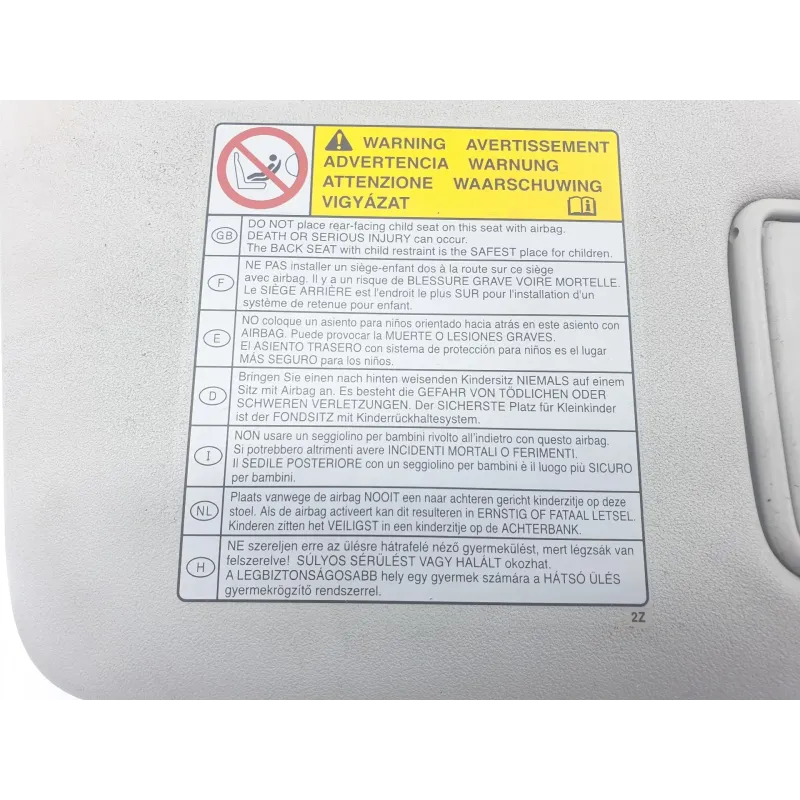 WARNING AVERTISSEMENT
ADVERTENCIA WARNUNG
ATTENZIONE WAARSCHUWING
VIGYÁZAT
GB
DO NOT place rear-facing child seat on this seat with airbag.
DEATH OR SERIOUS INJURY can occur.
The BACK SEAT with child restraint is the SAFEST place for children.
F
NE PAS installer un siège-enfant dos à la route sur ce siège
avec airbag. Il y a un risque de BLESSURE GRAVE VOIRE MORTELLE.
Le SIÈGE ARRIÈRE est l'endroit le plus SUR pour l'installation d'un
système de retenue pour enfant.
E
NO coloque un asiento para niños orientado hacia atrás en este asiento con
AIRBAG. Puede provocar la MUERTE O LESIONES GRAVES.
El ASIENTO TRASERO con sistema de protección para niños es el lugar
MÁS SEGURO para los niños.
D
Bringen Sie einen nach hinten weisenden Kindersitz NIEMALS auf einem
Sitz mit Airbag an. Es besteht die GEFAHR VON TÖDLICHEN ODER
SCHWEREN VERLETZUNGEN. Der SICHERSTE Platz für Kleinkinder
ist der FONDSITZ mit Kinderrückhaltesystem.
I
NON usare un seggiolino per bambini rivolto all'indietro con questo airbag.
Si potrebbero altrimenti avere INCIDENTI MORTALI O FERIMENTI.
Il SEDILE POSTERIORE con un seggiolino per bambini è il luogo più SICURO
per bambini.
NL
Plaats vanwege de airbag NOOIT een naar achteren gericht kinderzitje op deze
stoel. Als de airbag activeert kan dit resulteren in ERNSTIG OF FATAAL LETSEL.
Kinderen zitten het VEILIGST in een kinderzitje op de ACHTERBANK.
H
NE szereljen erre az ülésre hátrafelé néző gyermekülést, mert légzsák van
felszerelve! SÚLYOS SÉRÜLÉST VAGY HALÁLT okozhat.
A LEGBIZTONSÁGOSABB hely egy gyermek számára a HÁTSÓ ÜLÉS
gyermekrögzítő rendszerrel.
2Z